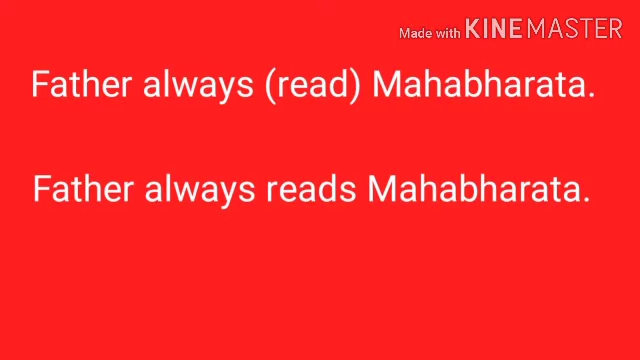 Made with KINEMASTER
Father always (read) Mahabharata.
Father always reads Mahabharata.